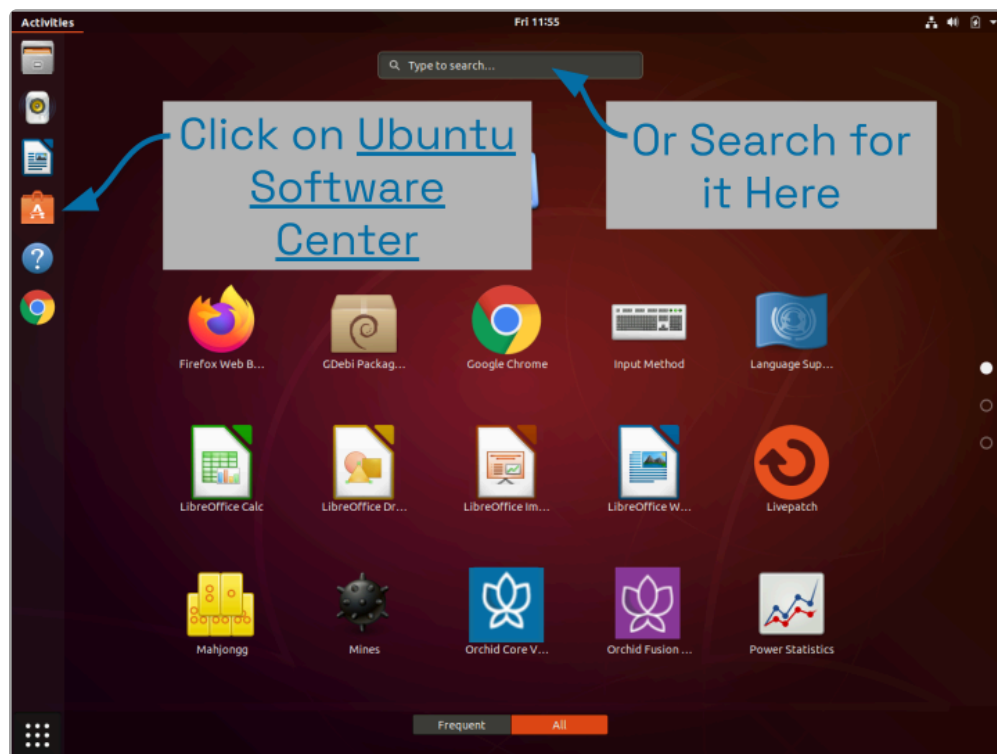 Activities
Fri 11:55
Type to search...
Click on Ubuntu
Software
Center
Or Search for
it Here
Firefox Web B...
GDebi Packag...
Google Chrome
Input Method
Language Sup...
LibreOffice Calc
LibreOffice Dr...
LibreOffice Im...
LibreOffice W...
Livepatch
Mahjongg
Mines
Orchid Core V...
Orchid Fusion ...
Power Statistics
Frequent
All